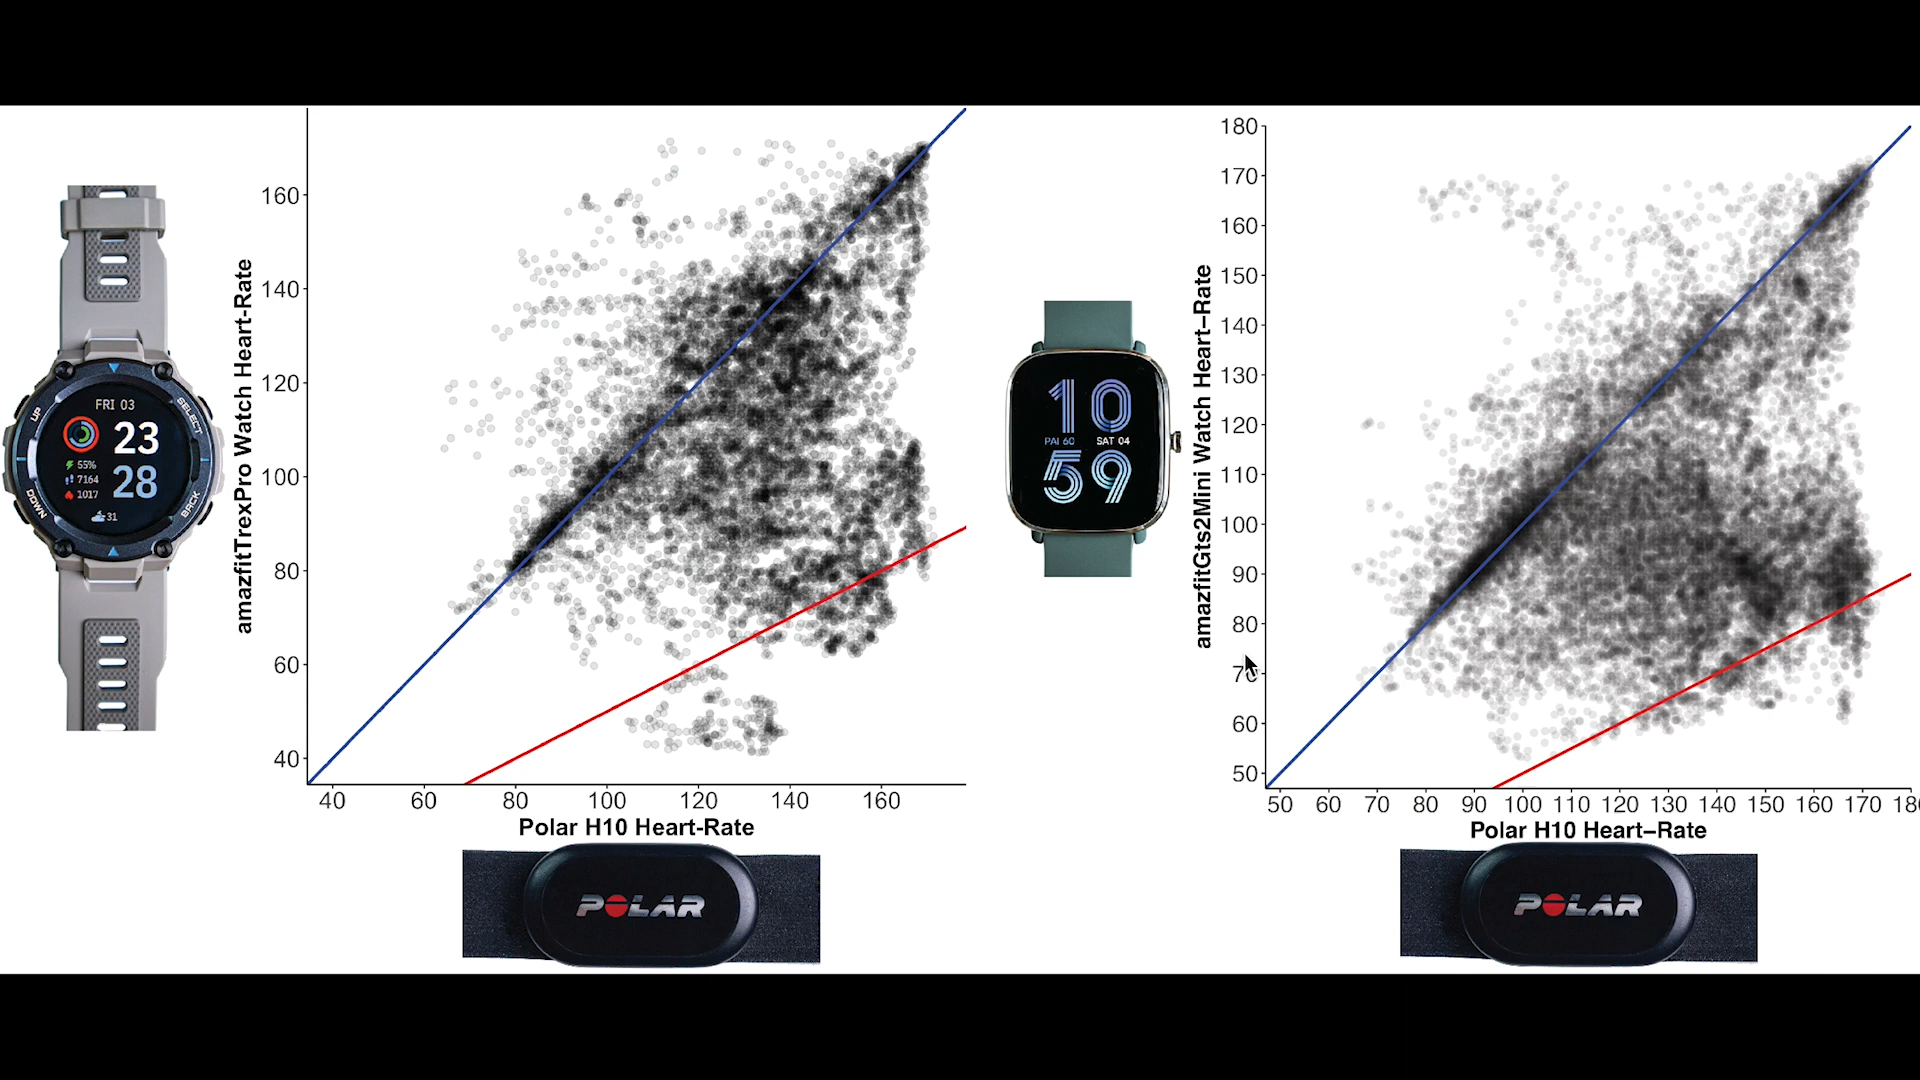 amazfitTrexPro Watch Heart-Rate
160
140
120
100
80
60
40
40 60 80 100 120 140 160
Polar H10 Heart-Rate
POLAR
FRI 03
23
28
55%
7164
1017
31
UP
SELECT
DOWN
BACK
amazfitGts2Mini Watch Heart–Rate
180
170
160
150
140
130
120
110
100
90
80
70
60
50
50 60 70 80 90 100 110 120 130 140 150 160 170 180
Polar H10 Heart–Rate
POLAR
10
PAI 60 SAT 04
59